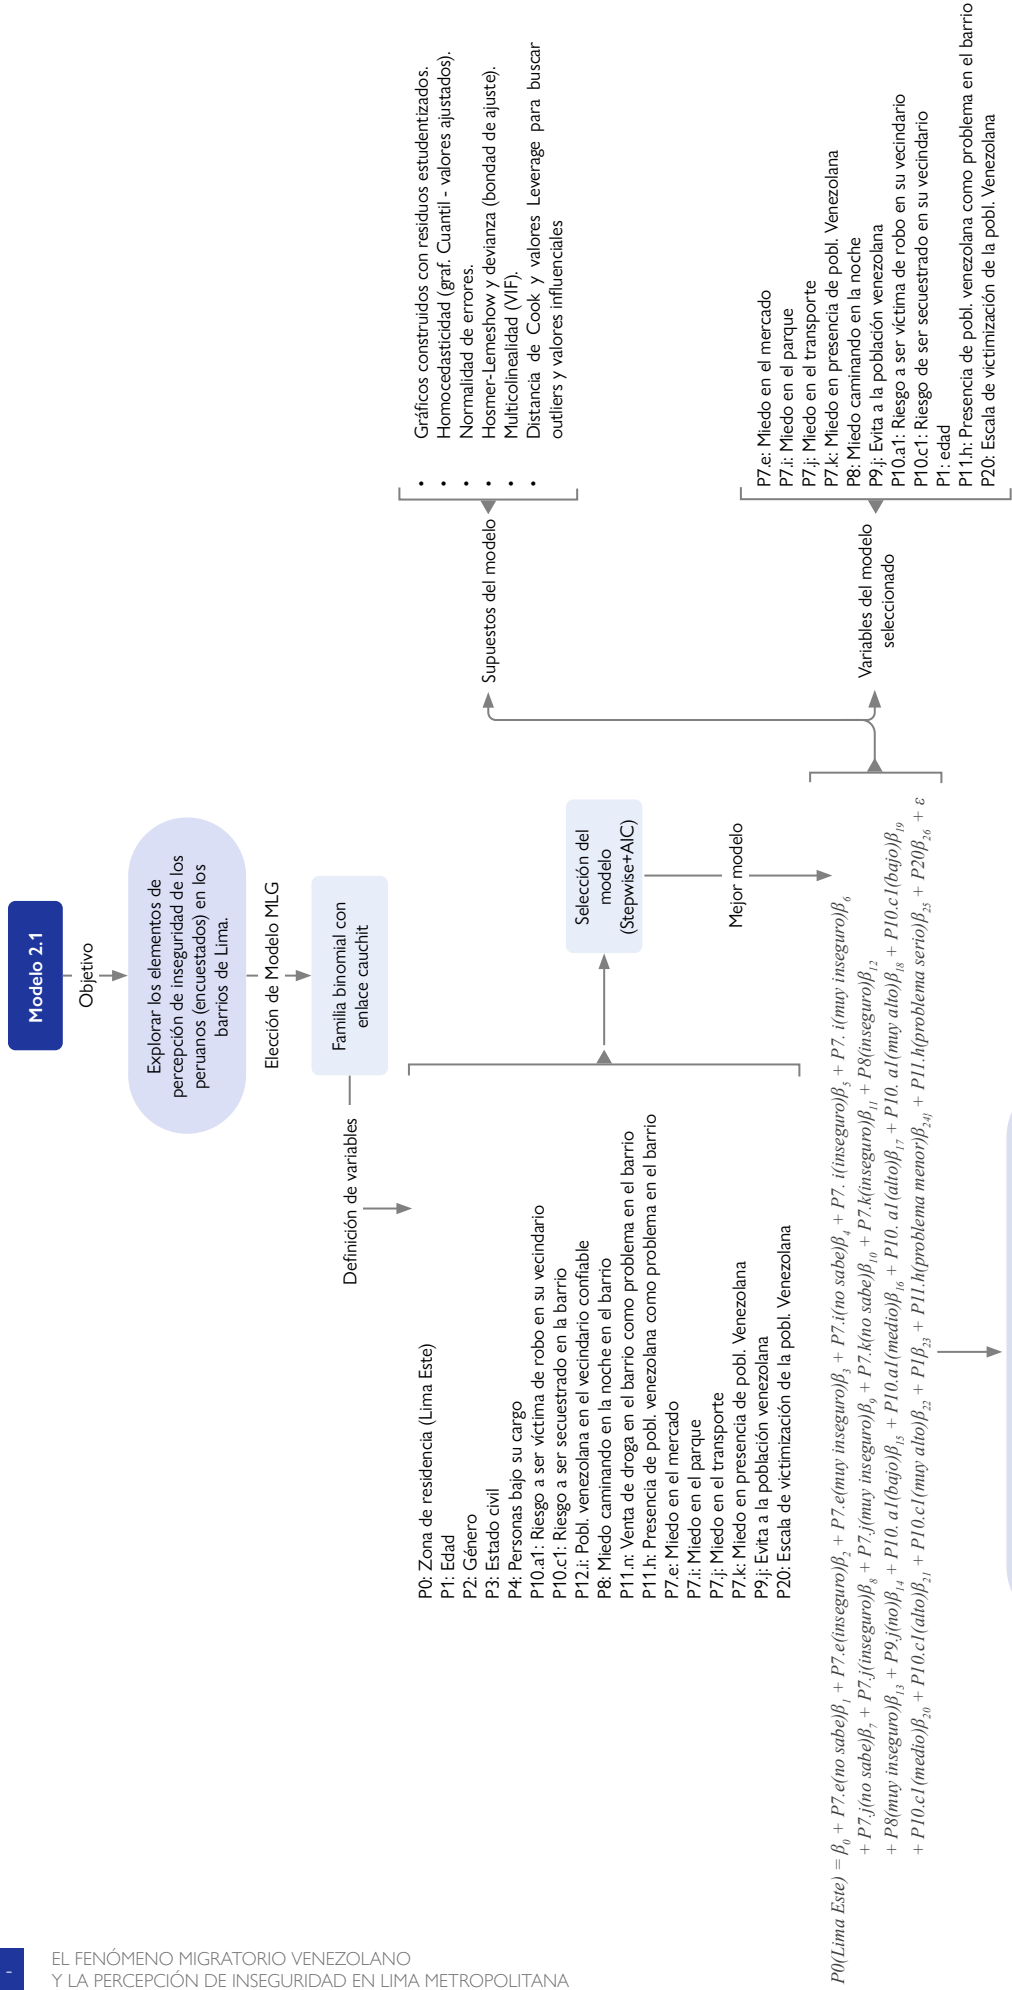 Modelo 2.1
Objetivo
Explorar los elementos de
percepción de inseguridad de los
peruanos (encuestados) en los
barrios de Lima.
Elección de Modelo MLG
Familia binomial con
enlace cauchit
Definición de variables
P0: Zona de residencia (Lima Este)
P1: Edad
P2: Género
P3: Estado civil
P4: Personas bajo su cargo
P10.a1: Riesgo a ser víctima de robo en su vecindario
P10.c1: Riesgo a ser secuestrado en la barrio
P12.i: Pobl. venezolana en el vecindario confiable
P8: Miedo caminando en la noche en el barrio
P11.n: Venta de droga en el barrio como problema en el barrio
P11.h: Presencia de pobl. venezolana como problema en el barrio
P7.e: Miedo en el mercado
P7.i: Miedo en el parque
P7.j: Miedo en el transporte
P7.k: Miedo en presencia de pobl. Venezolana
P9.j: Evita a la población venezolana
P20: Escala de victimización de la pobl. Venezolana
Selección del
modelo
(Stepwise+AIC)
Mejor modelo
P0(Lima Este) = β₀ + P7.e(no sabe)β₁ + P7.e(inseguro)β₂ + P7.e(muy inseguro)β₃ + P7.i(no sabe)β₄ + P7. i(inseguro)β₅ + P7. i(muy inseguro)β₆
+ P7.j(no sabe)β₇ + P7.j(inseguro)β₈ + P7.j(muy inseguro)β₉ + P7.k(no sabe)β₁₀ + P7.k(inseguro)β₁₁ + P8(inseguro)β₁₂
+ P8(muy inseguro)β₁₃ + P9.j(no)β₁₄ + P10. a1(bajo)β₁₅ + P10.a1(medio)β₁₆ + P10. a1(alto)β₁₇ + P10. a1(muy alto)β₁₈ + P10.c1(bajo)β₁₉
+ P10.c1(medio)β₂₀ + P10.c1(alto)β₂₁ + P10.c1(muy alto)β₂₂ + P1β₂₃ + P11.h(problema menor)β₂₄₎ + P11.h(problema serio)β₂₅ + P20β₂₆ + ε
Supuestos del modelo
• Gráficos construidos con residuos estudentizados.
• Homocedasticidad (graf. Cuantil - valores ajustados).
• Normalidad de errores.
• Hosmer-Lemeshow y devianza (bondad de ajuste).
• Multicolinealidad (VIF).
• Distancia de Cook y valores Leverage para buscar
outliers y valores influenciales
Variables del modelo
seleccionado
P7.e: Miedo en el mercado
P7.i: Miedo en el parque
P7.j: Miedo en el transporte
P7.k: Miedo en presencia de pobl. Venezolana
P8: Miedo caminando en la noche
P9.j: Evita a la población venezolana
P10.a1: Riesgo a ser víctima de robo en su vecindario
P10.c1: Riesgo de ser secuestrado en su vecindario
P1: edad
P11.h: Presencia de pobl. venezolana como problema en el barrio
P20: Escala de victimización de la pobl. Venezolana
-
EL FENÓMENO MIGRATORIO VENEZOLANO
Y LA PERCEPCIÓN DE INSEGURIDAD EN LIMA METROPOLITANA